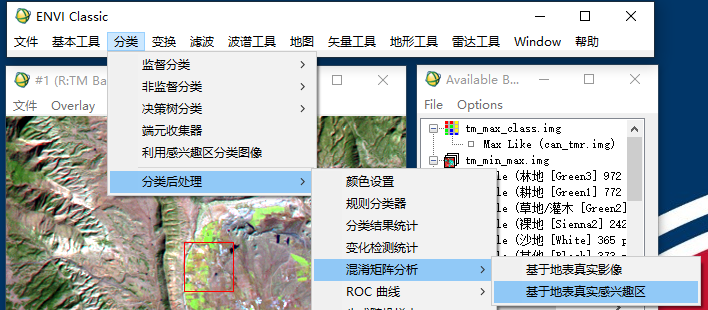 ENVI Classic
文件 基本工具 分类 变换 滤波 波谱工具 地图 矢量工具 地形工具 雷达工具 Window 帮助
#1 (R:TM Ba
文件 Overlay
监督分类
非监督分类
决策树分类
端元收集器
利用感兴趣区分类图像
分类后处理
颜色设置
规则分类器
分类结果统计
变化检测统计
混淆矩阵分析
ROC 曲线
基于地表真实影像
基于地表真实感兴趣区
Available B...
File Options
tm_max_class.img
Max Like (can_tmr.img)
tm_min_max.img
le (林地 [Green3] 972
le (耕地 [Green1] 772
le (草地/灌木 [Green2]
le (裸地 [Sienna2] 242
le (沙地 [White] 365 p